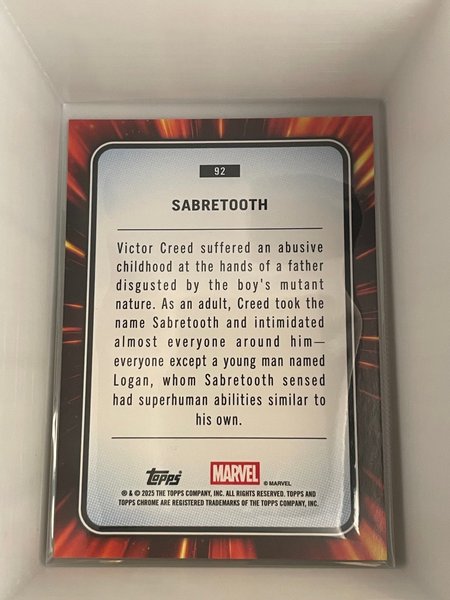 92
SABRETOOTH
Victor Creed suffered an abusive
childhood at the hands of a father
disgusted by the boy's mutant
nature. As an adult, Creed took the
name Sabretooth and intimidated
almost everyone around him—
everyone except a young man named
Logan, whom Sabretooth sensed
had superhuman abilities similar to
his own.
Topps®
MARVEL © MARVEL
® & © 2025 THE TOPPS COMPANY, INC. ALL RIGHTS RESERVED. TOPPS AND
TOPPS CHROME ARE REGISTERED TRADEMARKS OF THE TOPPS COMPANY, INC.